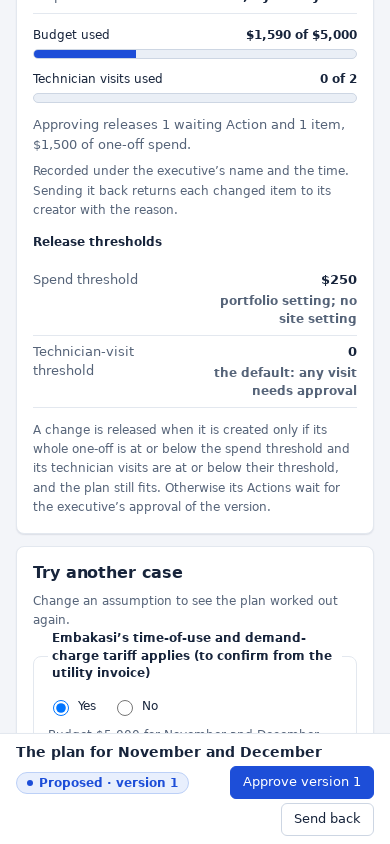 Budget used $1,590 of $5,000
Technician visits used 0 of 2
Approving releases 1 waiting Action and 1 item,
$1,500 of one-off spend.
Recorded under the executive’s name and the time.
Sending it back returns each changed item to its
creator with the reason.
Release thresholds
Spend threshold $250
portfolio setting; no
site setting
Technician-visit 0
threshold the default: any visit
needs approval
A change is released when it is created only if its
whole one-off is at or below the spend threshold and
its technician visits are at or below their threshold,
and the plan still fits. Otherwise its Actions wait for
the executive’s approval of the version.
Try another case
Change an assumption to see the plan worked out
again.
Embakasi’s time-of-use and demand-
charge tariff applies (to confirm from the
utility invoice)
Yes No
Budget $5,000 for November and December
The plan for November and December
Proposed · version 1 Approve version 1
Send back